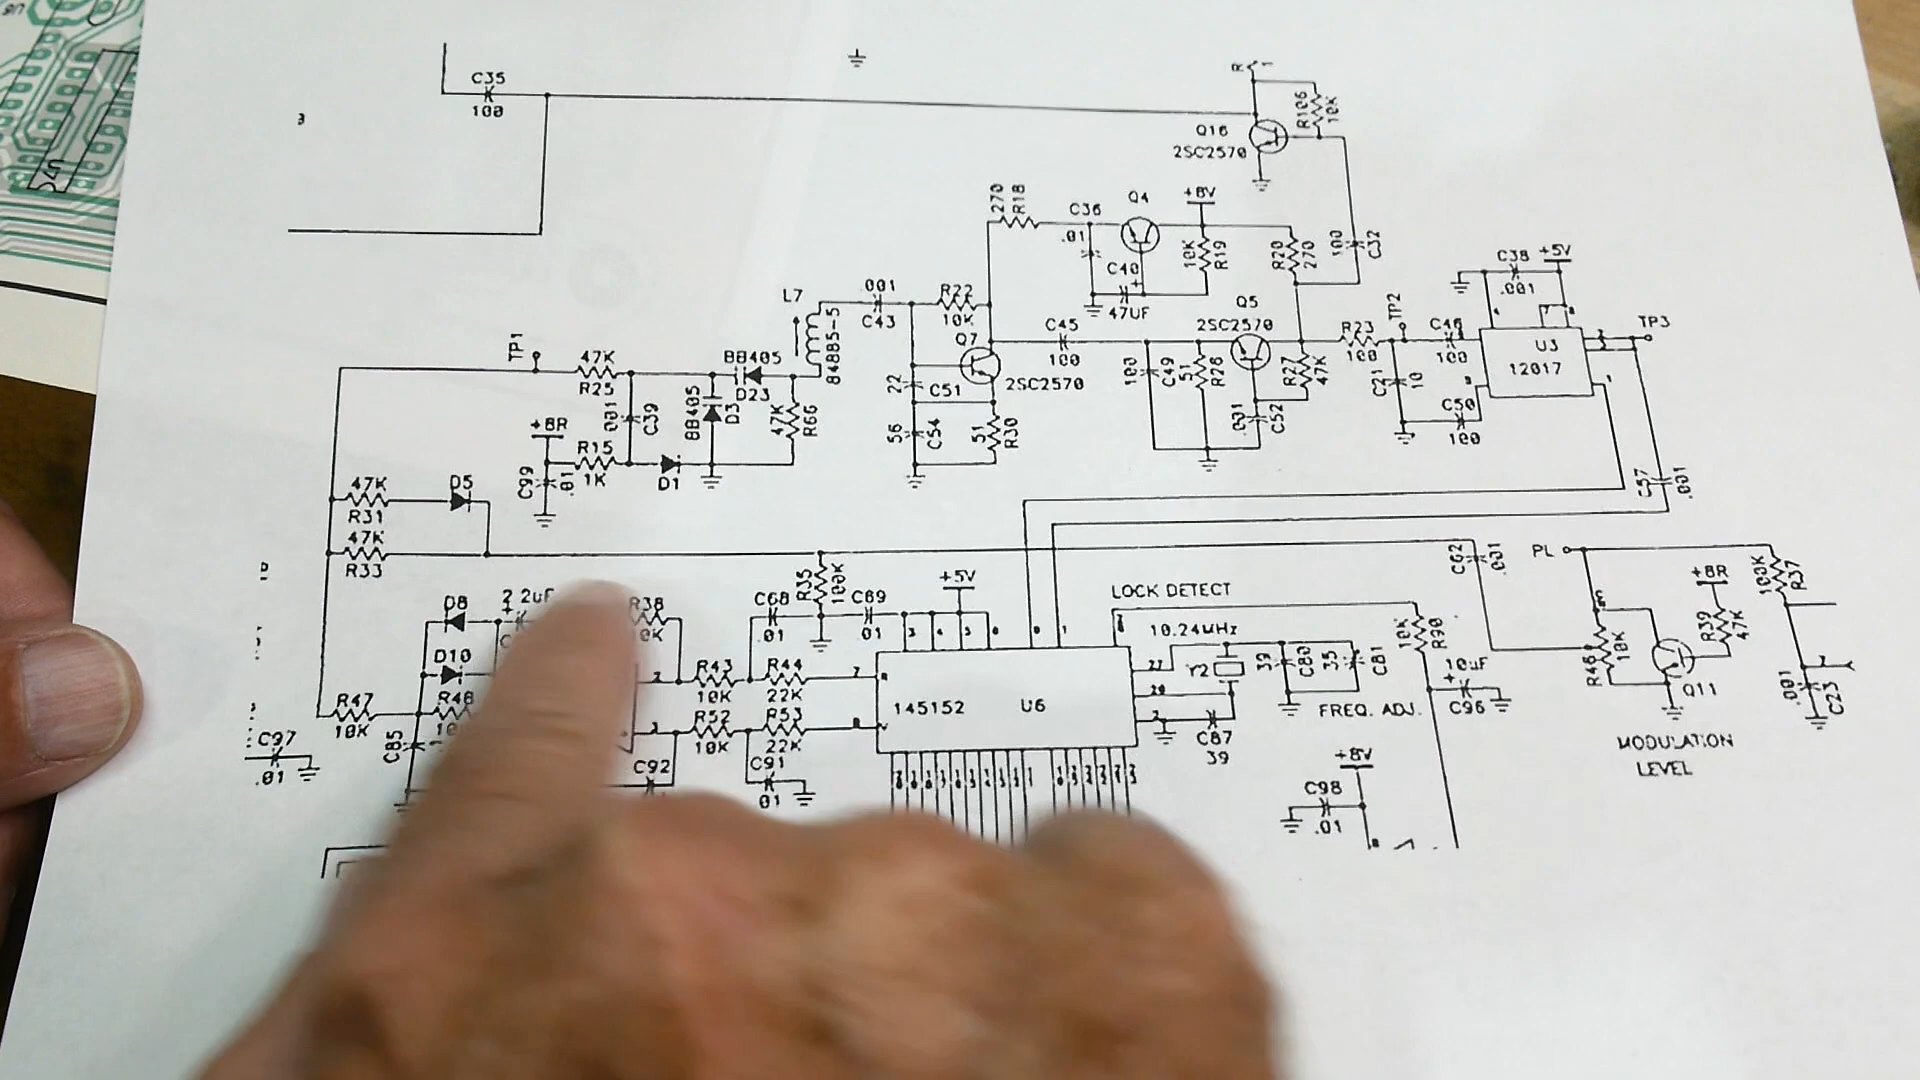 C35
100
3
R106
10K
Q16
2SC2570
270
R18
C36
.01
Q4
+8V
10K
R19
C40
+
47UF
R20
270
100
C32
C38
.001
+5V
L7
84885-5
.001
C43
R22
10K
Q7
2SC2570
C45
100
Q5
2SC2570
R23
100
TP2
C46
100
U3
12017
TP3
TP1
47K
R25
BB405
D23
BB405
D3
47K
R66
22
C51
56
C54
51
R30
100
C49
51
R26
.001
C52
R27
47K
C21
10
C50
100
+8R
.001
C39
R15
1K
D1
C99
.01
47K
R31
D5
47K
R33
C57
.001
C62
.001
PL
100K
R37
+8R
R39
47K
R46
10K
Q11
.001
C23
MODULATION
LEVEL
D8
2.2uF
+
D10
R38
10K
R35
100K
C68
.01
C69
.01
+5V
LOCK DETECT
10.24MHz
Y2
39
C80
35
C81
10K
R90
10uF
+
C96
FREQ. ADJ.
R43
10K
R44
22K
7
145152
U6
27
2
C87
39
R47
10K
R48
C85
R52
10K
R53
22K
C92
C91
.01
C97
.01
+8V
C98
.01